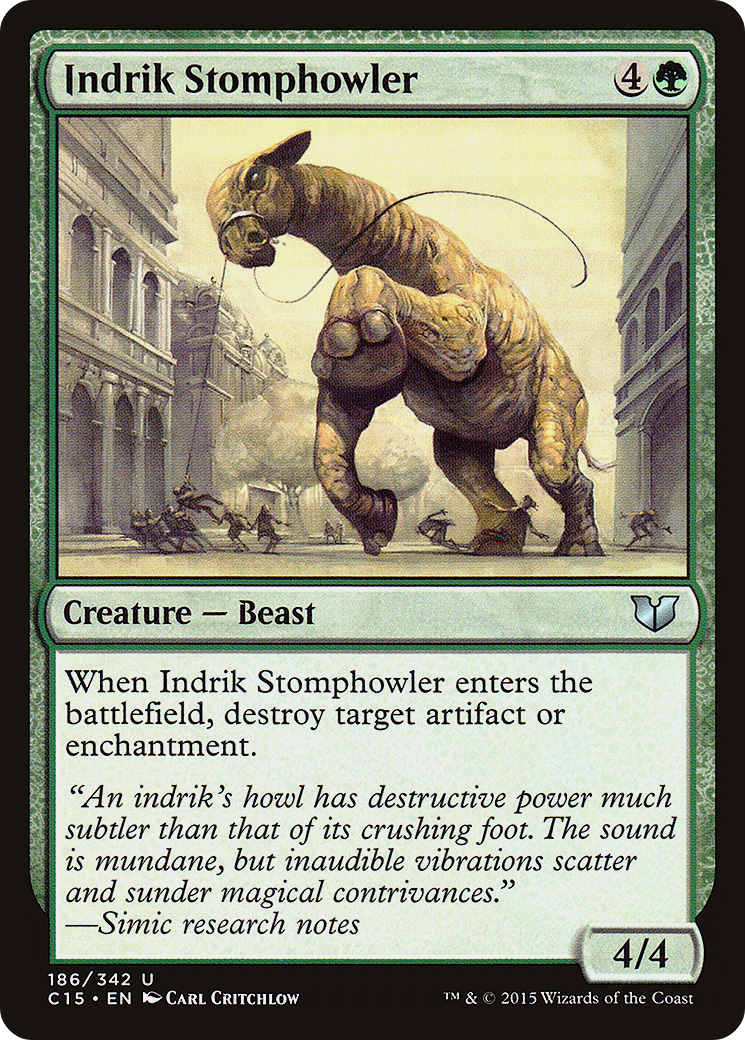 Indrik Stomphowler 4
Creature — Beast
When Indrik Stomphowler enters the
battlefield, destroy target artifact or
enchantment.
“An indrik’s howl has destructive power much
subtler than that of its crushing foot. The sound
is mundane, but inaudible vibrations scatter
and sunder magical contrivances.”
—Simic research notes
4/4
186/342 U
C15 • EN Carl Critchlow
™ & © 2015 Wizards of the Coast